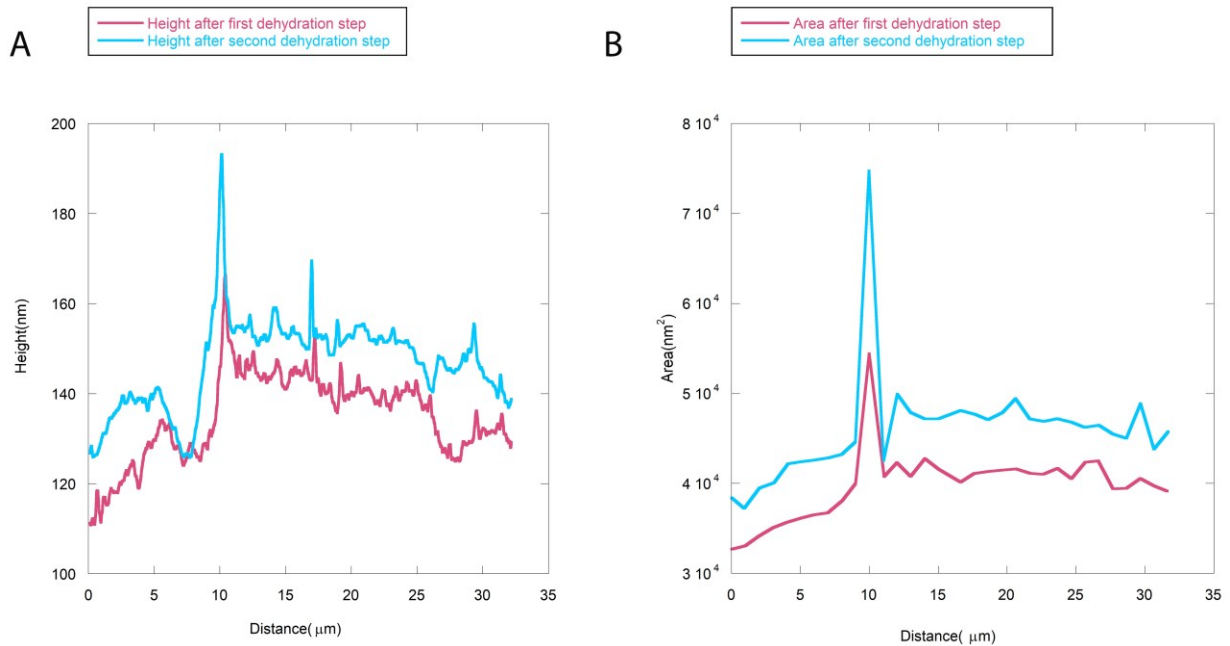 A
Height after first dehydration step
Height after second dehydration step
200
180
160
140
120
100
Height(nm)
0 5 10 15 20 25 30 35
Distance( μm)
B
Area after first dehydration step
Area after second dehydration step
8 10⁴
7 10⁴
6 10⁴
5 10⁴
4 10⁴
3 10⁴
Area(nm²)
0 5 10 15 20 25 30 35
Distance( μm)